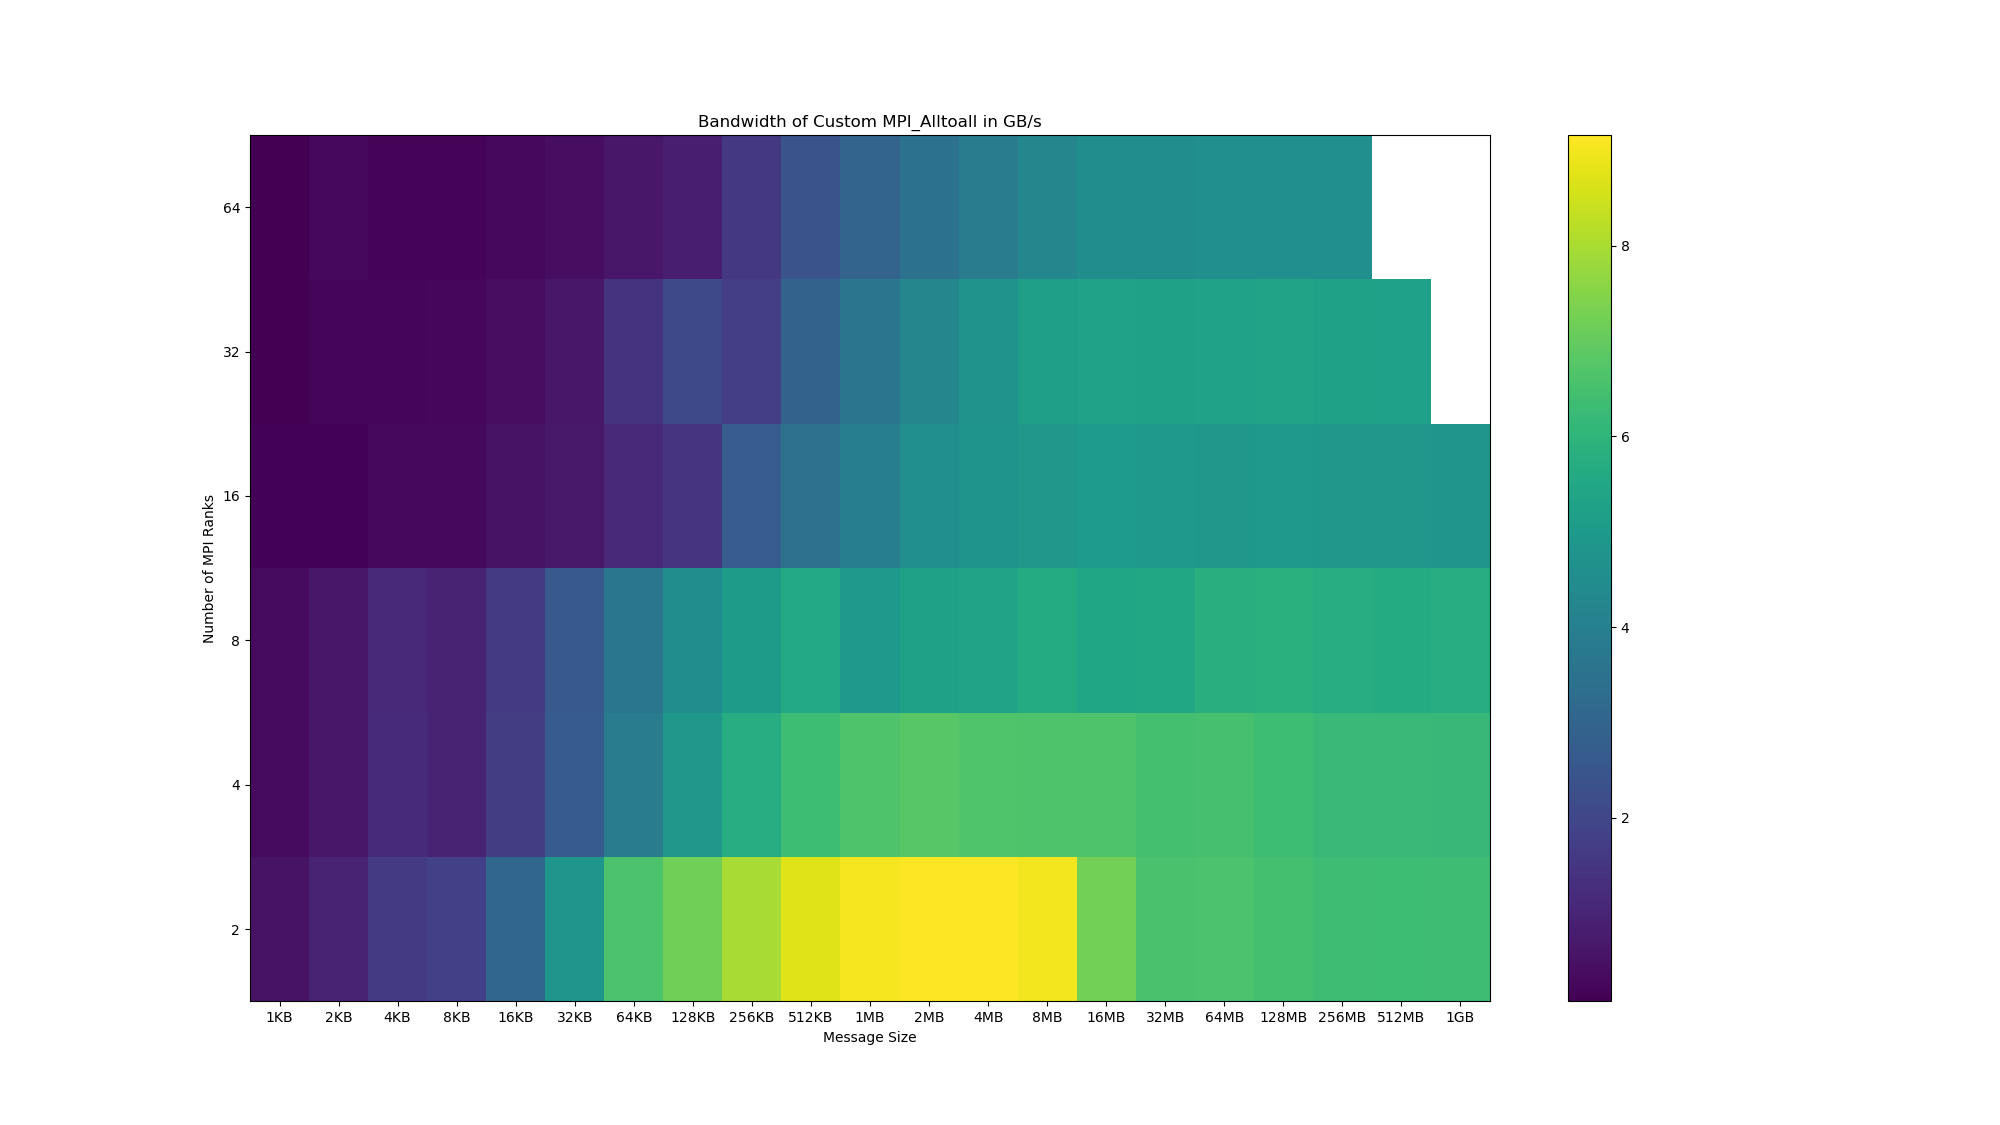 Bandwidth of Custom MPI_Alltoall in GB/s
64
32
16
8
4
2
Number of MPI Ranks
1KB 2KB 4KB 8KB 16KB 32KB 64KB 128KB 256KB 512KB 1MB 2MB 4MB 8MB 16MB 32MB 64MB 128MB 256MB 512MB 1GB
Message Size
8
6
4
2